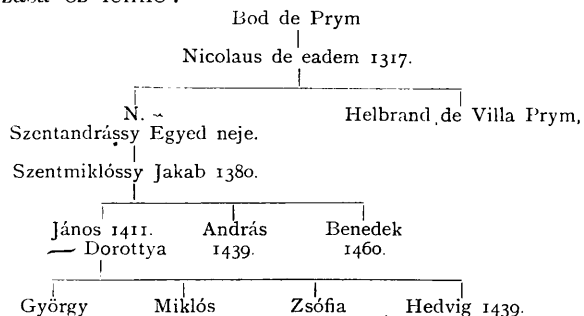 Bod de Prym
Nicolaus de eadem 1317.
N. Helbrand de Villa Prym,
Szentandrássy Egyed neje.
Szentmiklóssy Jakab 1380.
János 1411. András Benedek
— Dorottya 1439. 1460.
György Miklós Zsófia Hedvig 1439.